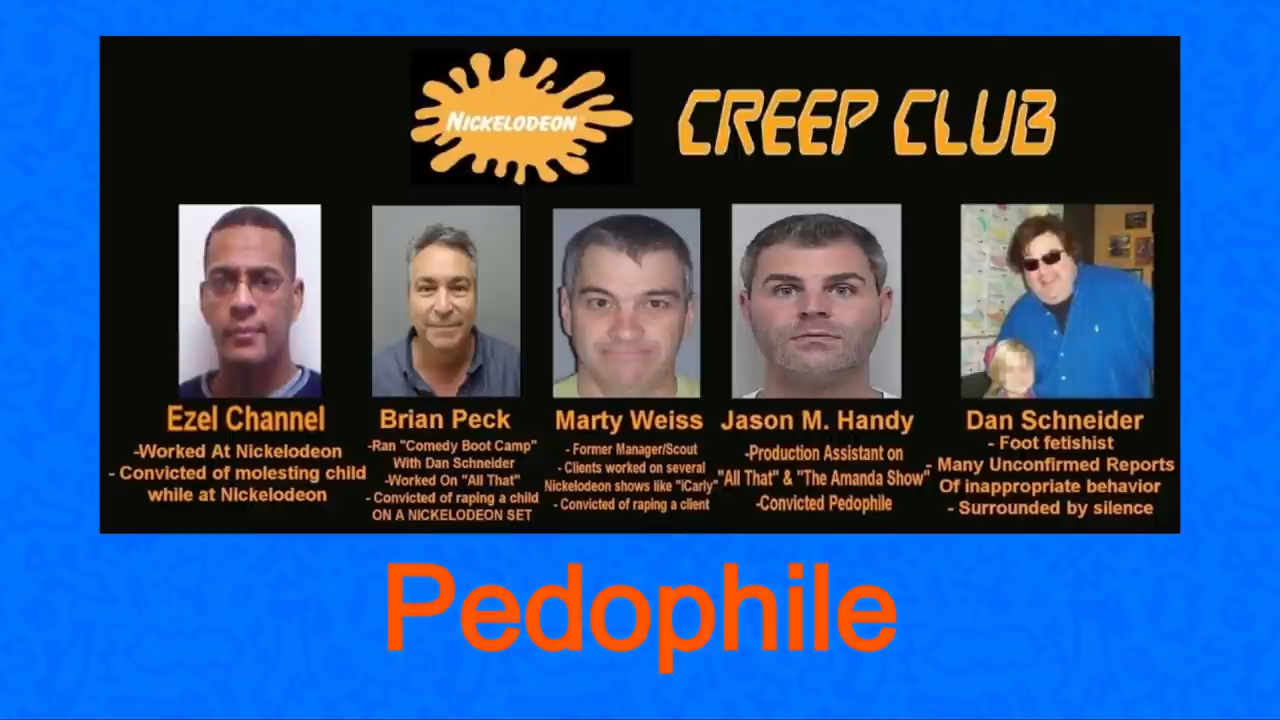 NICKELODEON
CREEP CLUB
Ezel Channel
-Worked At Nickelodeon
- Convicted of molesting child
while at Nickelodeon
Brian Peck
-Ran "Comedy Boot Camp"
With Dan Schneider
-Worked On "All That"
- Convicted of raping a child
ON A NICKELODEON SET
Marty Weiss
- Former Manager/Scout
- Clients worked on several
Nickelodeon shows like "iCarly"
- Convicted of raping a client
Jason M. Handy
-Production Assistant on
"All That" & "The Amanda Show"
-Convicted Pedophile
Dan Schneider
- Foot fetishist
- Many Unconfirmed Reports
Of inappropriate behavior
- Surrounded by silence
Pedophile